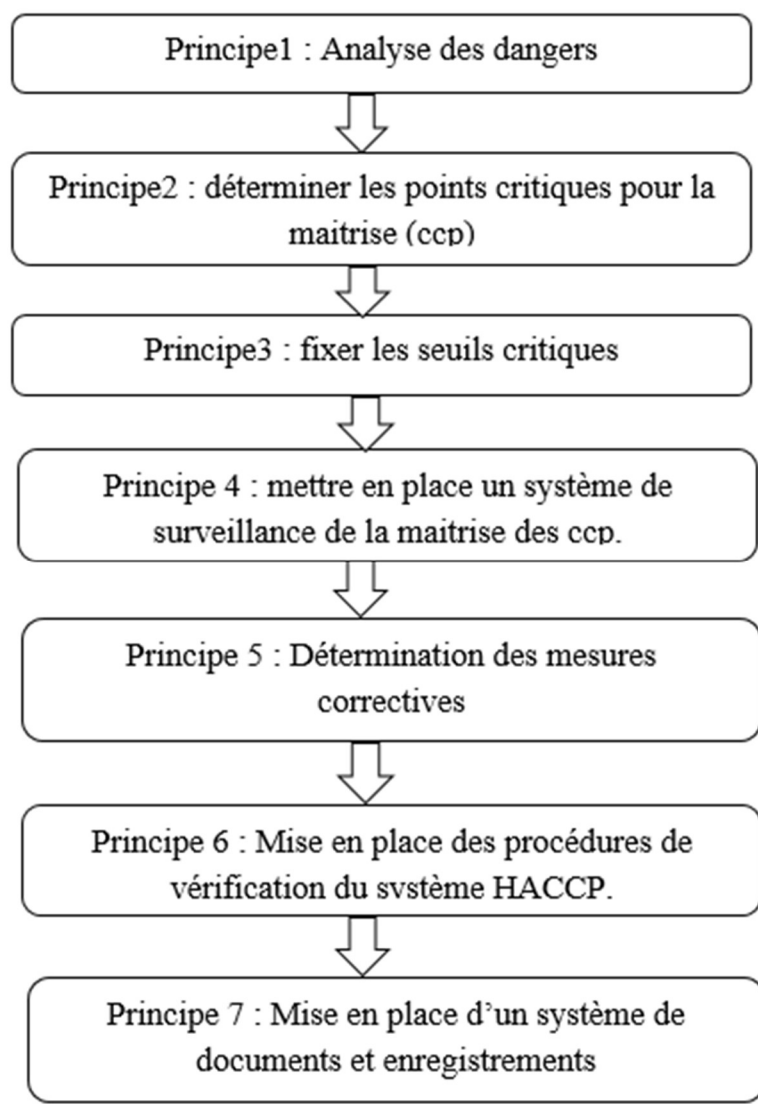 Principe1 : Analyse des dangers
Principe2 : déterminer les points critiques pour la
maitrise (ccp)
Principe3 : fixer les seuils critiques
Principe 4 : mettre en place un système de
surveillance de la maitrise des ccp.
Principe 5 : Détermination des mesures
correctives
Principe 6 : Mise en place des procédures de
vérification du système HACCP.
Principe 7 : Mise en place d’un système de
documents et enregistrements